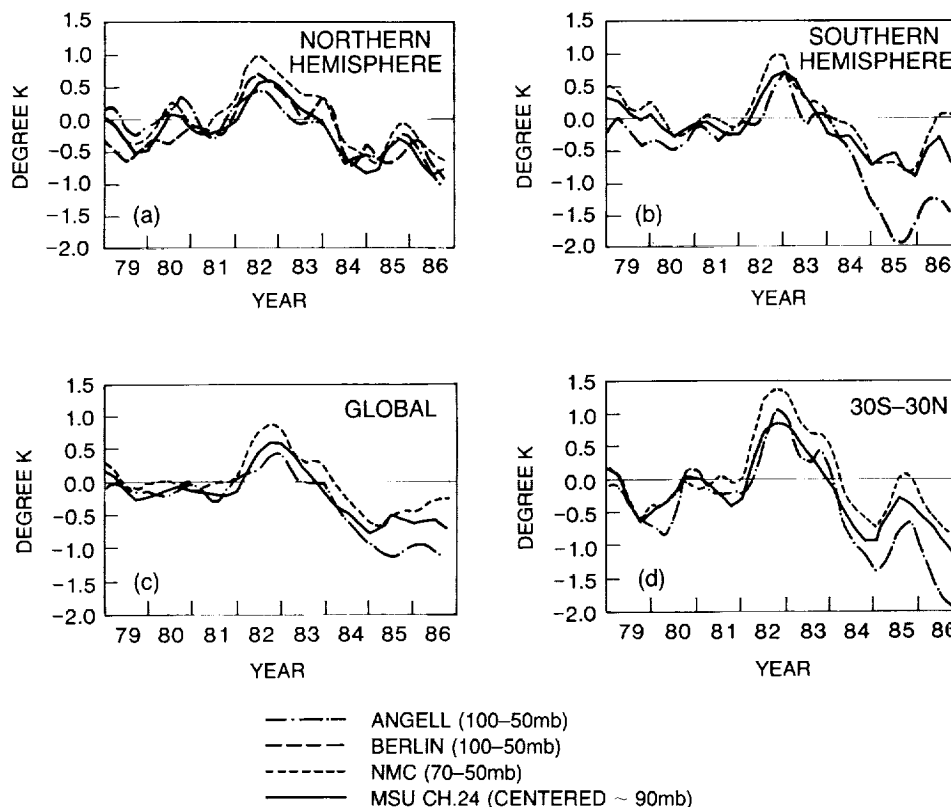 NORTHERN
HEMISPHERE
1.5
1.0
0.5
0.0
−0.5
−1.0
−1.5
−2.0
DEGREE K
(a)
79 80 81 82 83 84 85 86
YEAR
SOUTHERN
HEMISPHERE
1.5
1.0
0.5
0.0
−0.5
−1.0
−1.5
−2.0
DEGREE K
(b)
79 80 81 82 83 84 85 86
YEAR
GLOBAL
1.5
1.0
0.5
0.0
−0.5
−1.0
−1.5
−2.0
DEGREE K
(c)
79 80 81 82 83 84 85 86
YEAR
30S–30N
1.5
1.0
0.5
0.0
−0.5
−1.0
−1.5
−2.0
DEGREE K
(d)
79 80 81 82 83 84 85 86
YEAR
ANGELL (100–50mb)
BERLIN (100–50mb)
NMC (70–50mb)
MSU CH.24 (CENTERED ~ 90mb)